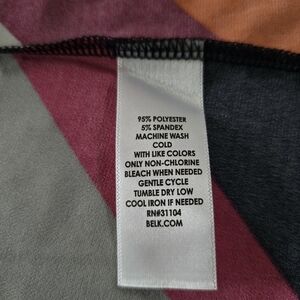 95% POLYESTER
5% SPANDEX
MACHINE WASH
COLD
WITH LIKE COLORS
ONLY NON-CHLORINE
BLEACH WHEN NEEDED
GENTLE CYCLE
TUMBLE DRY LOW
COOL IRON IF NEEDED
RN#31104
BELK.COM